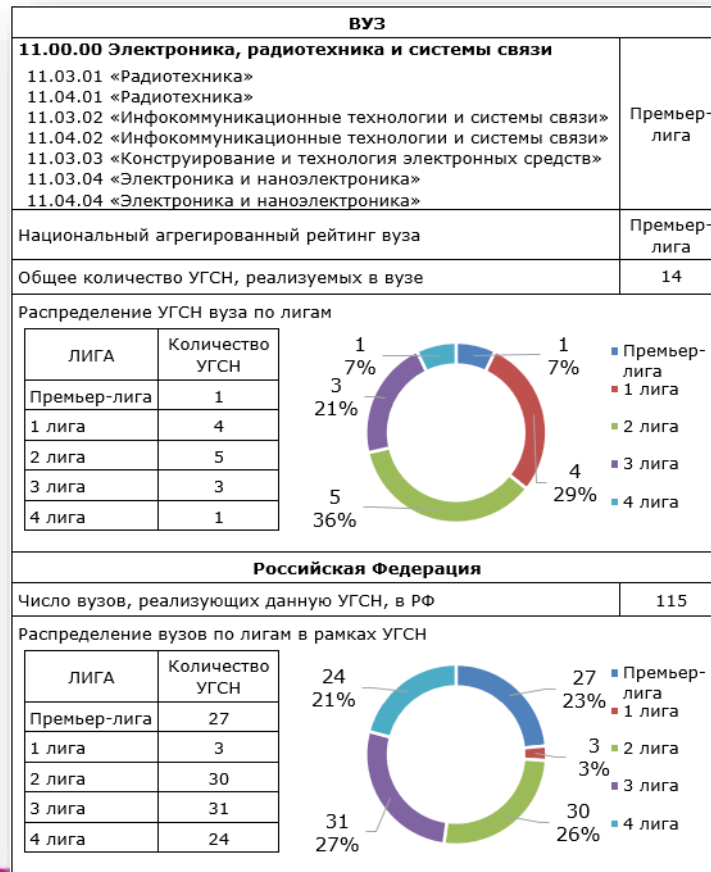 ВУЗ
11.00.00 Электроника, радиотехника и системы связи
11.03.01 «Радиотехника»
11.04.01 «Радиотехника»
11.03.02 «Инфокоммуникационные технологии и системы связи»
11.04.02 «Инфокоммуникационные технологии и системы связи»
11.03.03 «Конструирование и технология электронных средств»
11.03.04 «Электроника и наноэлектроника»
11.04.04 «Электроника и наноэлектроника»
Премьер-
лига
Национальный агрегированный рейтинг вуза
Премьер-
лига
Общее количество УГСН, реализуемых в вузе 14
Распределение УГСН вуза по лигам
ЛИГА Количество
УГСН
Премьер-лига 1
1 лига 4
2 лига 5
3 лига 3
4 лига 1
1
7%
1
7%
3
21%
4
29%
5
36%
Премьер-
лига
1 лига
2 лига
3 лига
4 лига
Российская Федерация
Число вузов, реализующих данную УГСН, в РФ 115
Распределение вузов по лигам в рамках УГСН
ЛИГА Количество
УГСН
Премьер-лига 27
1 лига 3
2 лига 30
3 лига 31
4 лига 24
24
21%
27
23%
3
3%
30
26%
31
27%
Премьер-
лига
1 лига
2 лига
3 лига
4 лига